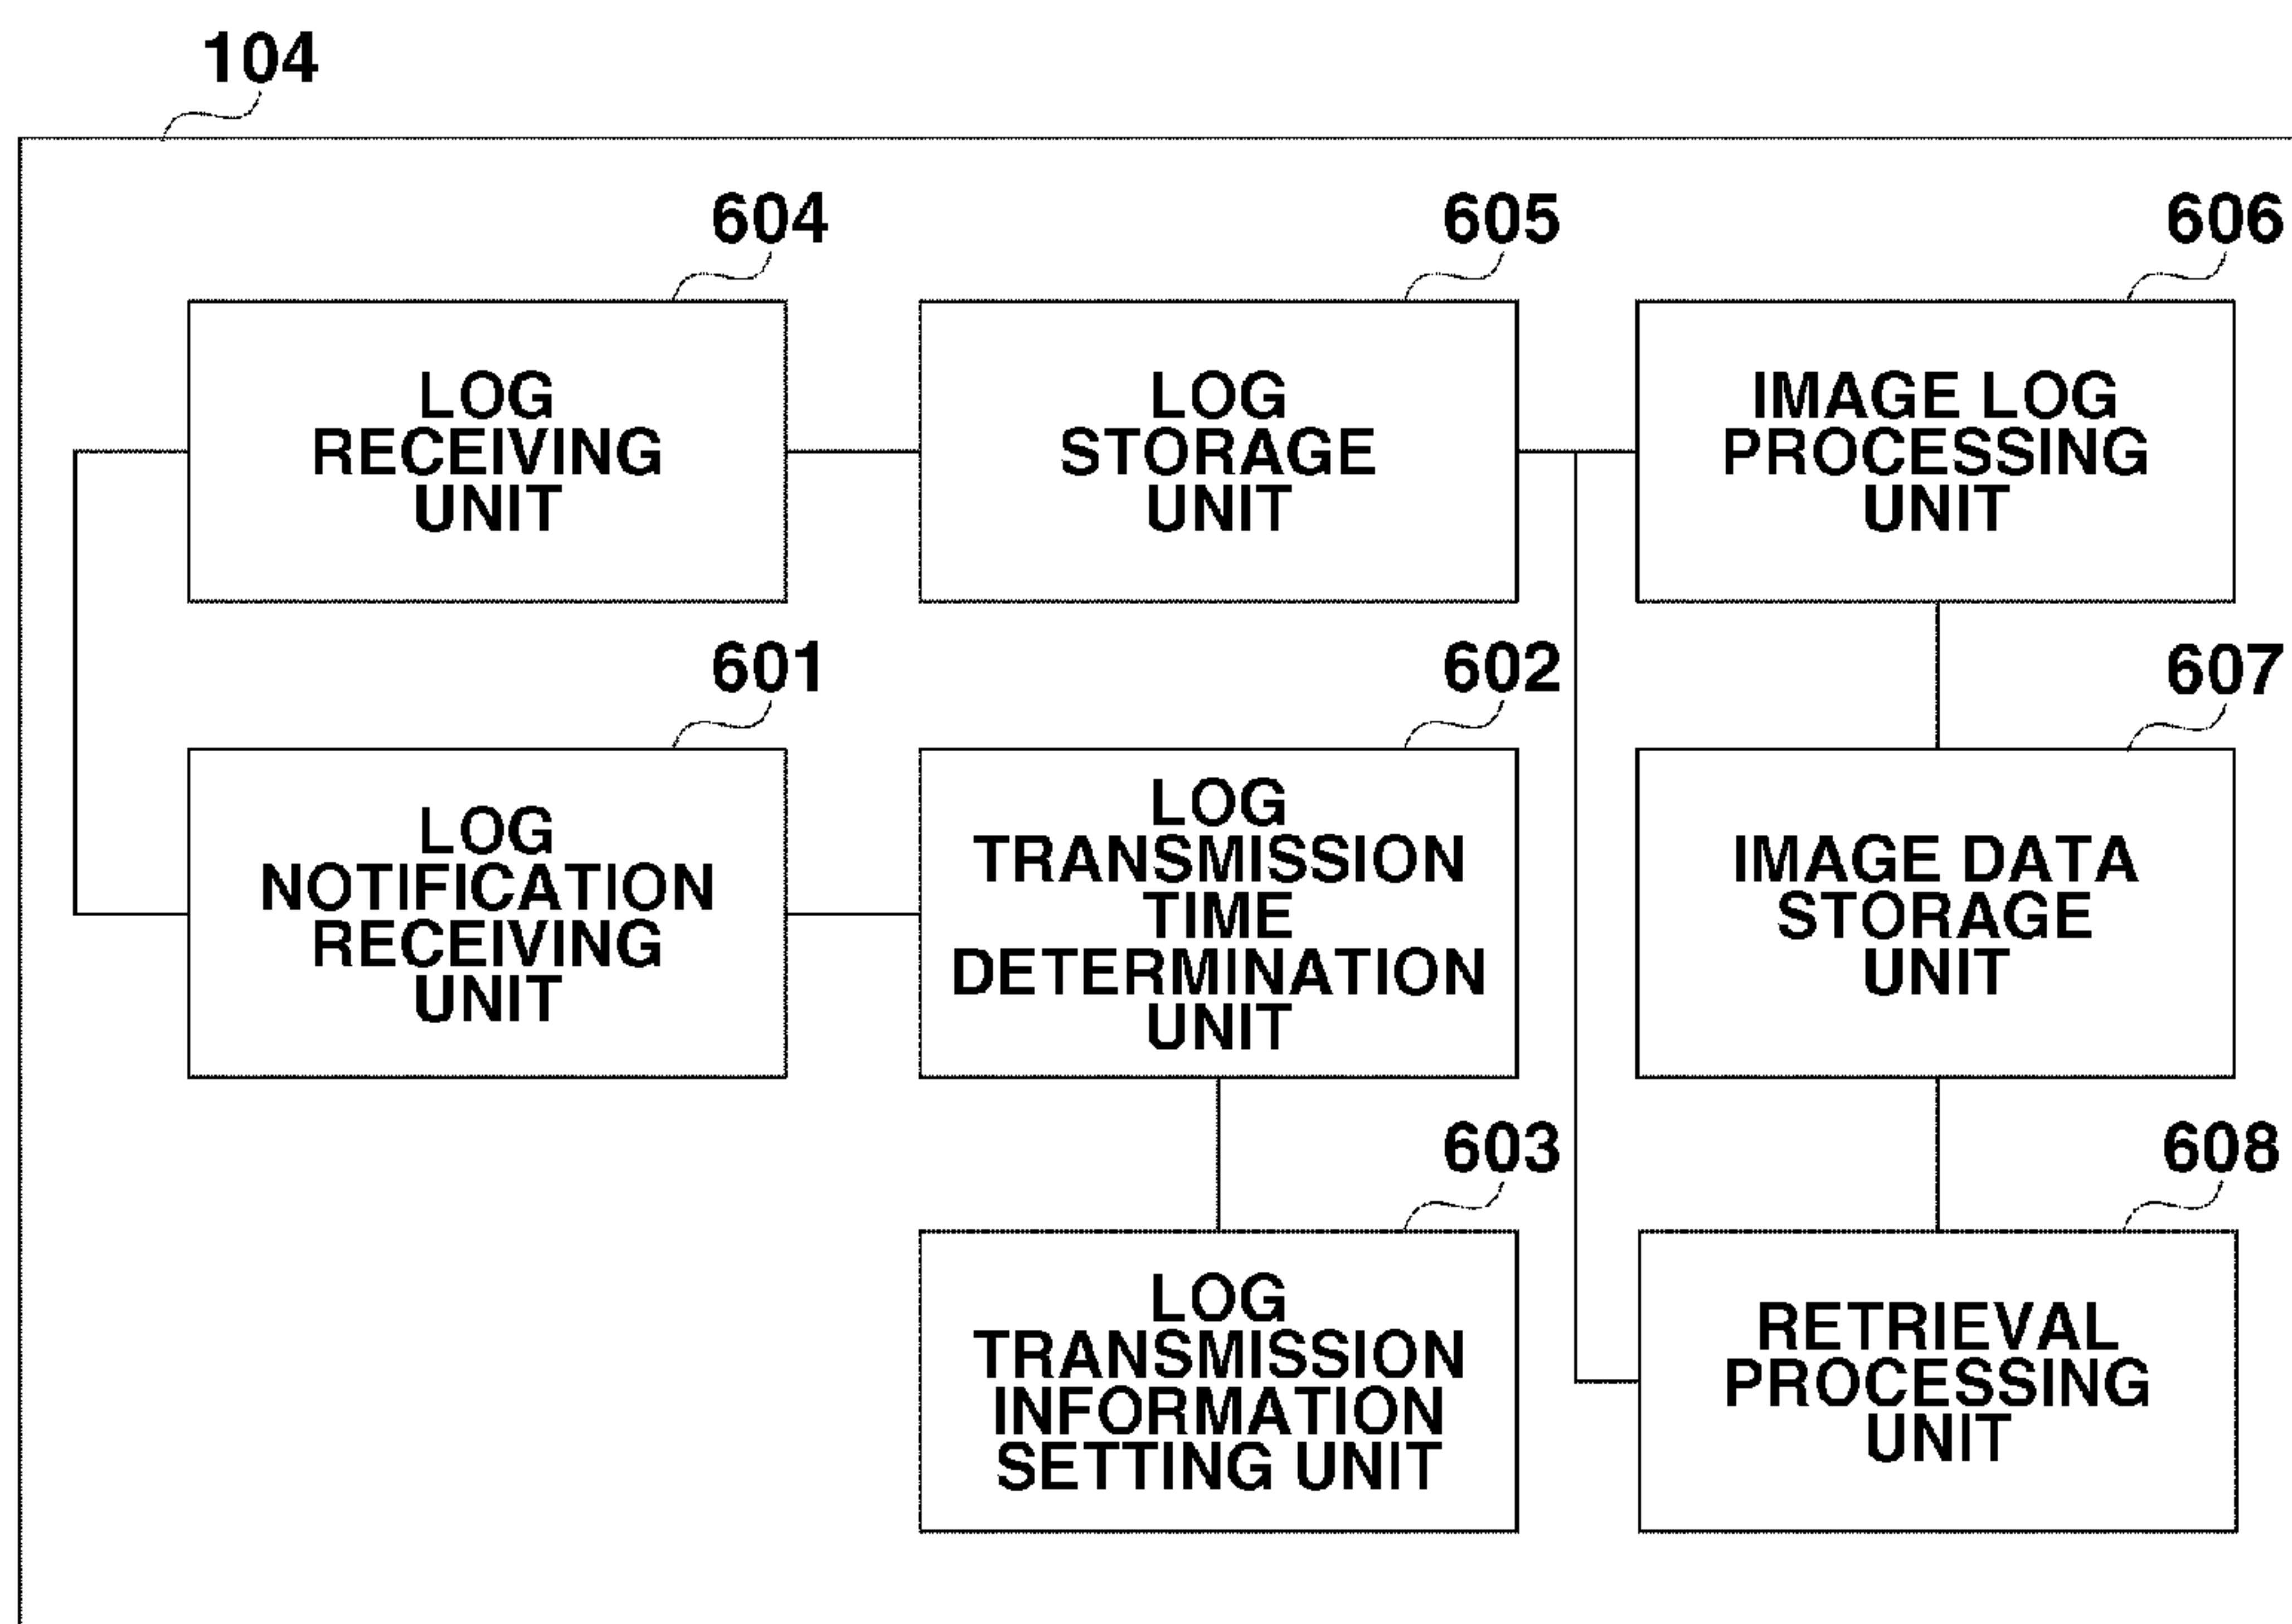 104
604
605
606
LOG
RECEIVING
UNIT
LOG
STORAGE
UNIT
IMAGE LOG
PROCESSING
UNIT
601
602
607
LOG
NOTIFICATION
RECEIVING
UNIT
LOG
TRANSMISSION
TIME
DETERMINATION
UNIT
IMAGE DATA
STORAGE
UNIT
603
608
LOG
TRANSMISSION
INFORMATION
SETTING UNIT
RETRIEVAL
PROCESSING
UNIT